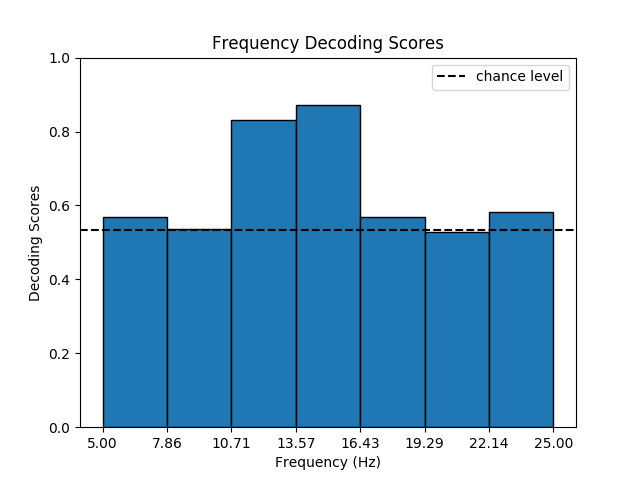 Frequency Decoding Scores
chance level
1.0
0.8
0.6
0.4
0.2
0.0
Decoding Scores
5.00 7.86 10.71 13.57 16.43 19.29 22.14 25.00
Frequency (Hz)